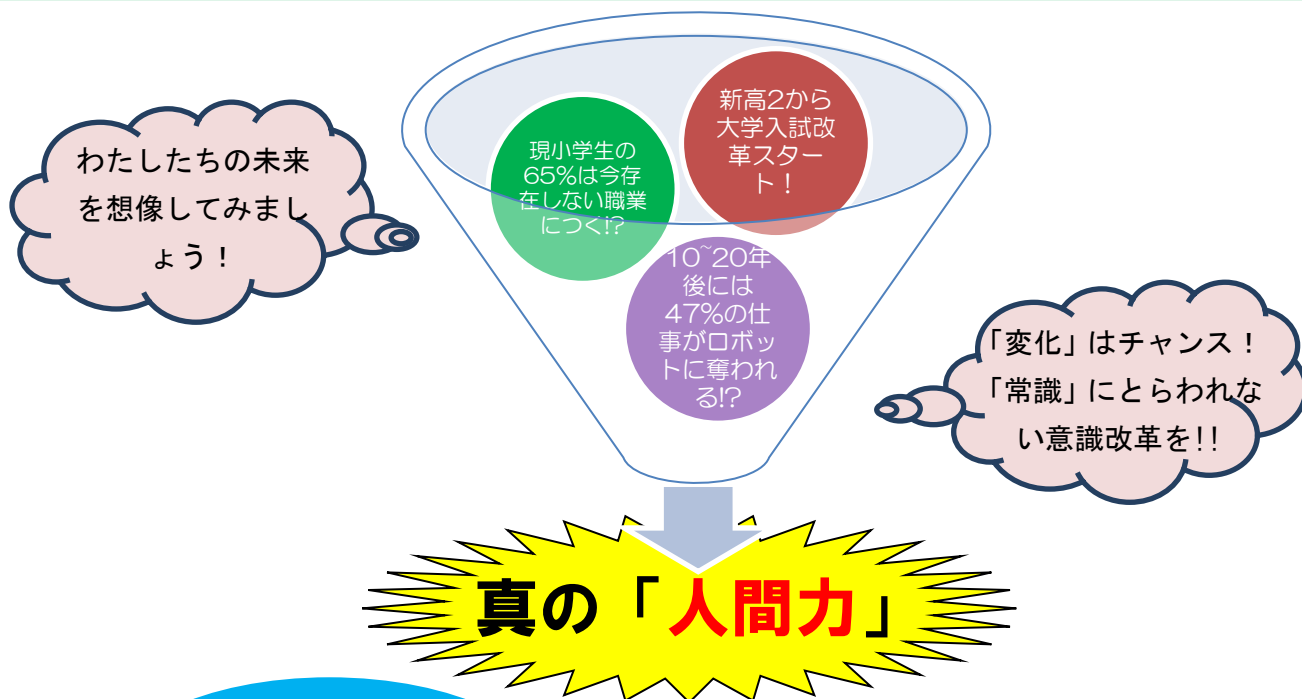 わたしたちの未来
を想像してみまし
ょう！
現小学生の
65%は今存
在しない職業
につく!?
新高2から
大学入試改
革スター
ト！
10~20年
後には
47%の仕
事がロボッ
トに奪われ
る!?
「変化」はチャンス！
「常識」にとらわれな
い意識改革を!!
真の「人間力」